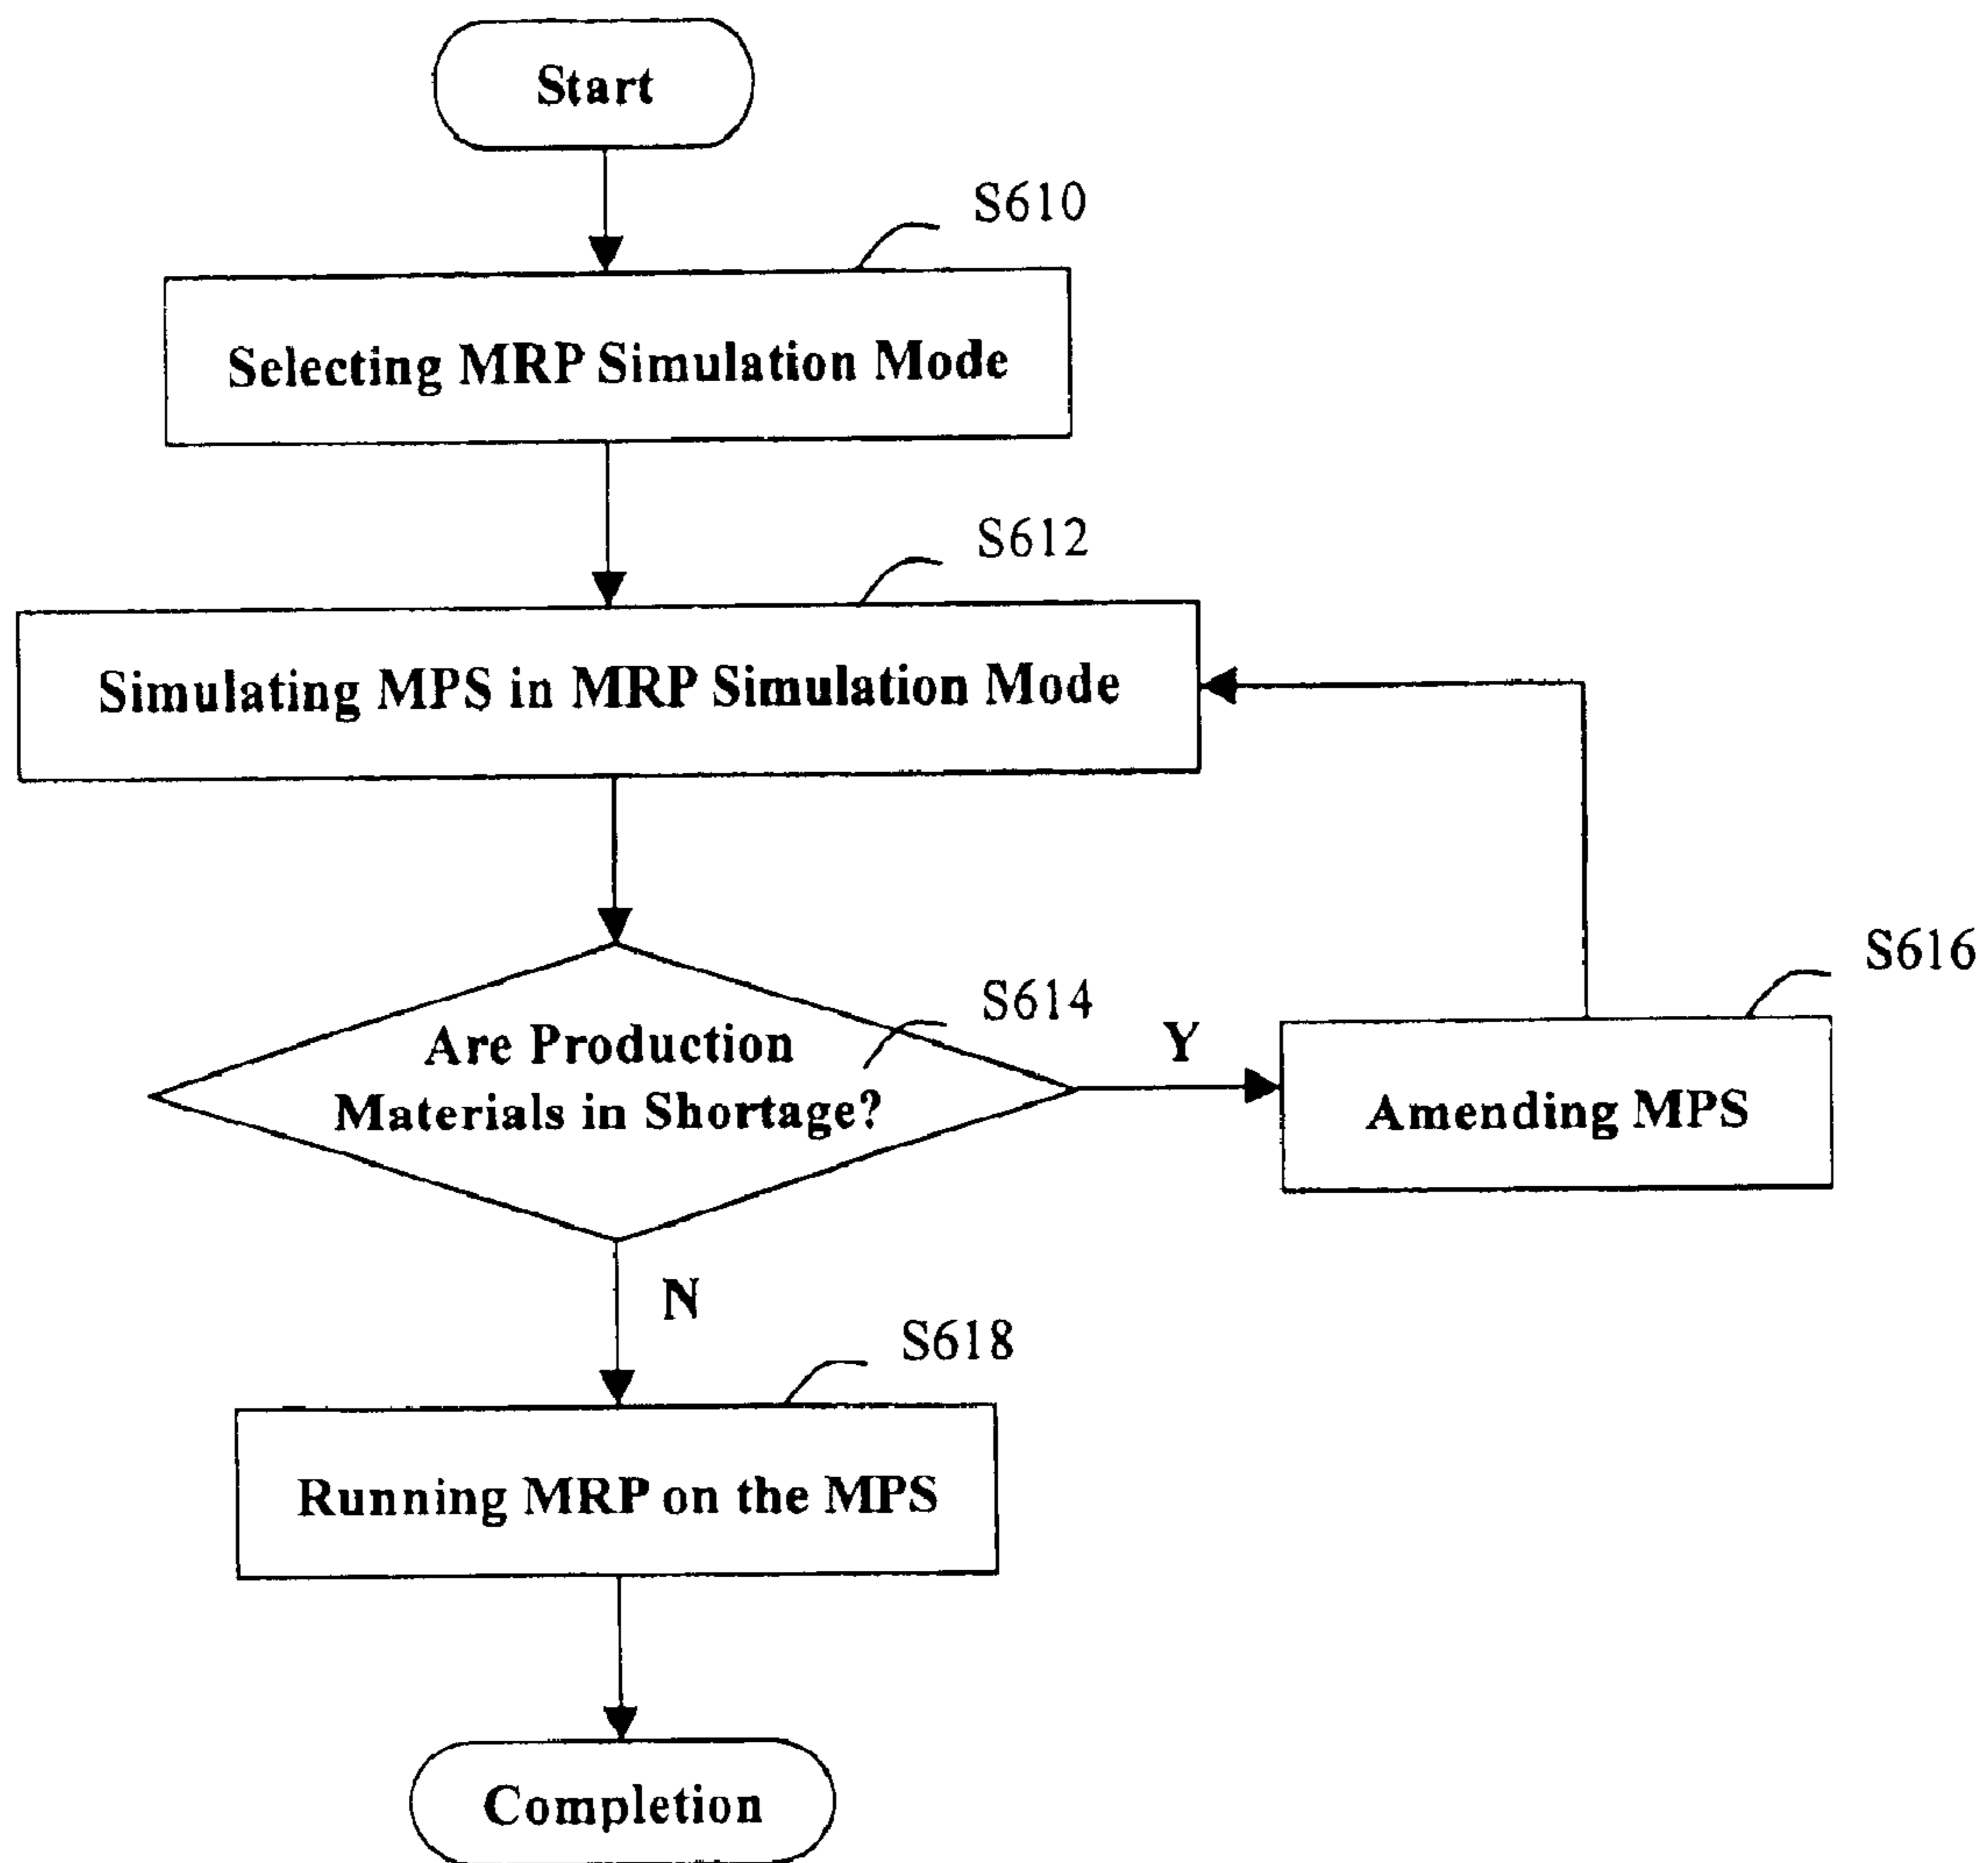 Start
S610
Selecting MRP Simulation Mode
S612
Simulating MPS in MRP Simulation Mode
S614
Are Production
Materials in Shortage?
Y
S616
Amending MPS
N
S618
Running MRP on the MPS
Completion